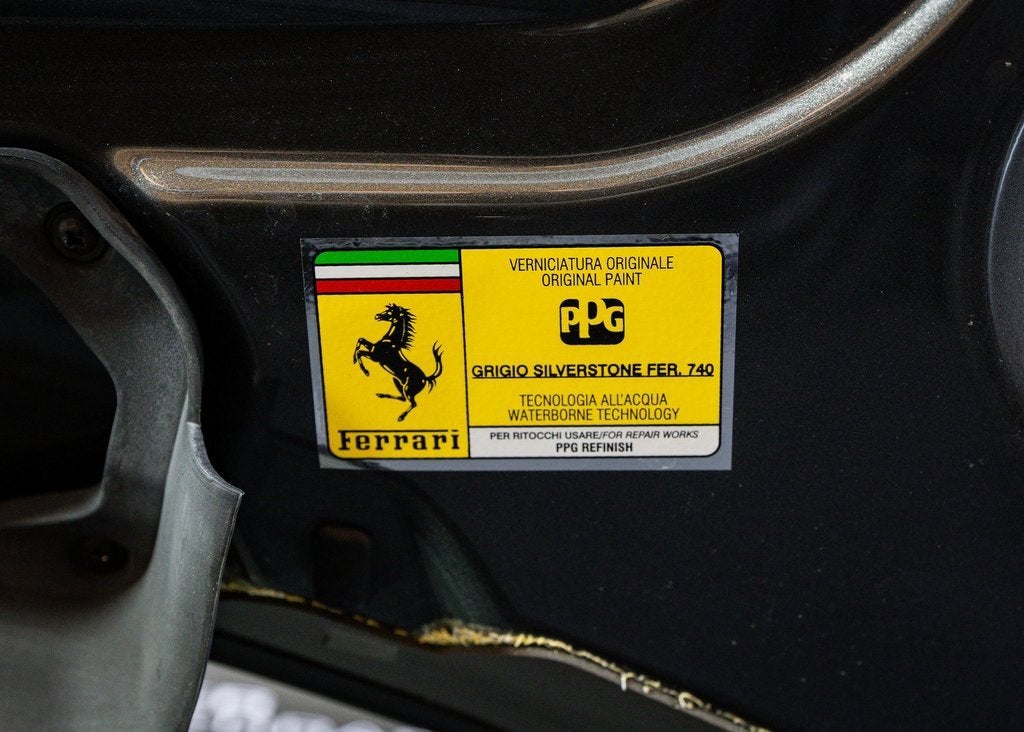 VERNICIATURA ORIGINALE
ORIGINAL PAINT
PPG
GRIGIO SILVERSTONE FER. 740
TECNOLOGIA ALL'ACQUA
WATERBORNE TECHNOLOGY
Ferrari
PER RITOCCHI USARE/FOR REPAIR WORKS
PPG REFINISH